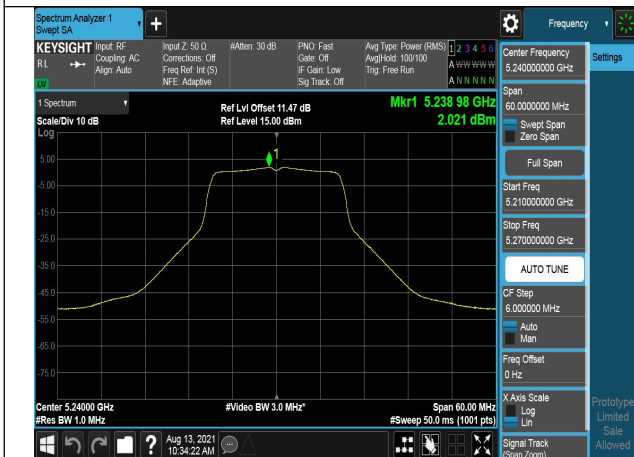 Spectrum Analyzer 1
Swept SA
Frequency
KEYSIGHT
RL
Input: RF
Coupling: AC
Align: Auto
Input Z: 50 Ω
Corrections: Off
Freq Ref: Int (S)
NFE: Adaptive
#Atten: 30 dB
PNO: Fast
Gate: Off
IF Gain: Low
Sig Track: Off
Avg Type: Power (RMS)
Avg|Hold: 100/100
Trig: Free Run
1 2 3 4 5 6
A W W W W W
A N N N N N
1 Spectrum
Scale/Div 10 dB
Log
Ref Lvl Offset 11.47 dB
Ref Level 15.00 dBm
Mkr1 5.238 98 GHz
2.021 dBm
1
5.00
-5.00
-15.0
-25.0
-35.0
-45.0
-55.0
-65.0
-75.0
Center 5.24000 GHz
#Res BW 1.0 MHz
#Video BW 3.0 MHz*
Span 60.00 MHz
#Sweep 50.0 ms (1001 pts)
Aug 13, 2021
10:34:22 AM
Center Frequency
5.240000000 GHz
Span
60.0000000 MHz
Swept Span
Zero Span
Full Span
Start Freq
5.210000000 GHz
Stop Freq
5.270000000 GHz
AUTO TUNE
CF Step
6.000000 MHz
Auto
Man
Freq Offset
0 Hz
X Axis Scale
Log
Lin
Signal Track
(Span Zoom)
Settings
Prototype
Limited
Sale
Allowed